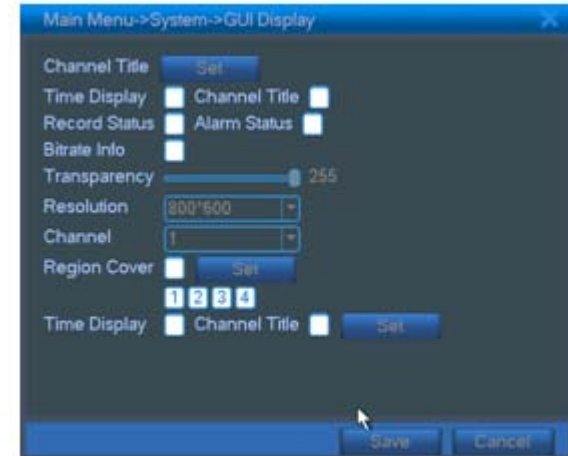 Main Menu->System->GUI Display
Channel Title Set
Time Display Channel Title
Record Status Alarm Status
Bitrate Info
Transparency 255
Resolution 800*600
Channel 1
Region Cover Set
1 2 3 4
Time Display Channel Title Set
Save Cancel